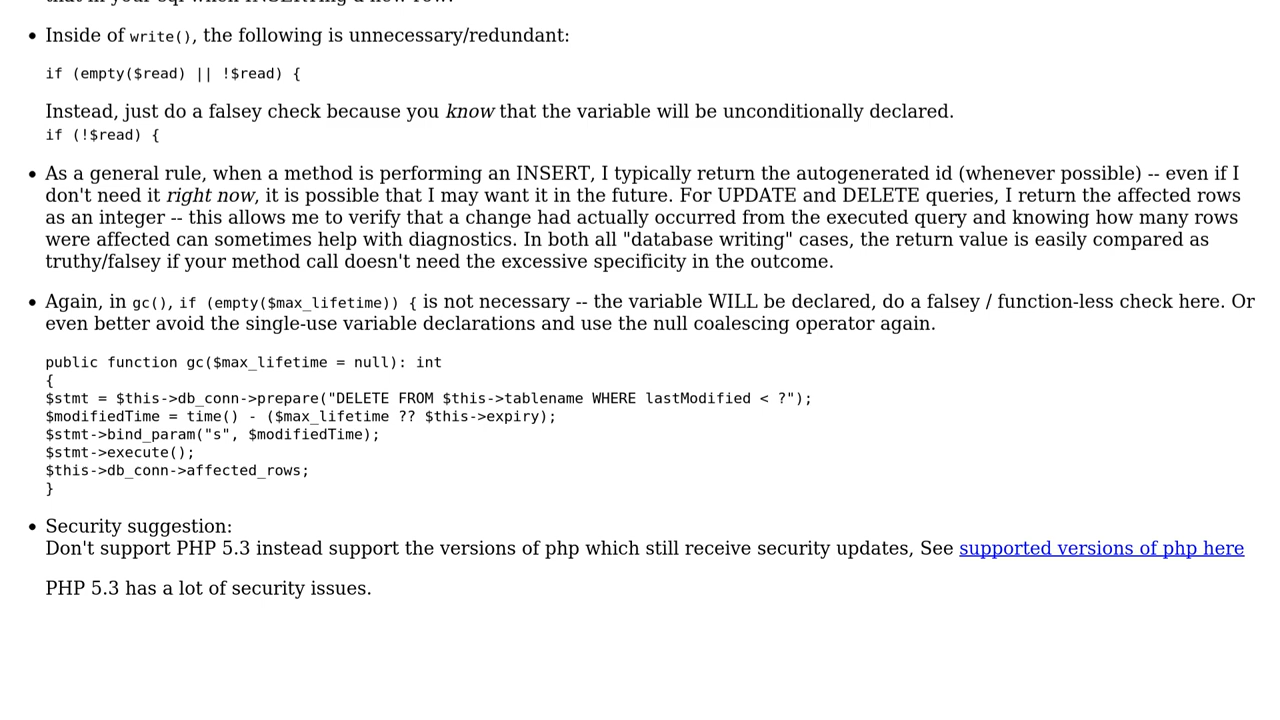 Inside of write(), the following is unnecessary/redundant:
if (empty($read) || !$read) {
Instead, just do a falsey check because you know that the variable will be unconditionally declared.
if (!$read) {
As a general rule, when a method is performing an INSERT, I typically return the autogenerated id (whenever possible) -- even if I
don't need it right now, it is possible that I may want it in the future. For UPDATE and DELETE queries, I return the affected rows
as an integer -- this allows me to verify that a change had actually occurred from the executed query and knowing how many rows
were affected can sometimes help with diagnostics. In both all "database writing" cases, the return value is easily compared as
truthy/falsey if your method call doesn't need the excessive specificity in the outcome.
Again, in gc(), if (empty($max_lifetime)) { is not necessary -- the variable WILL be declared, do a falsey / function-less check here. Or
even better avoid the single-use variable declarations and use the null coalescing operator again.
public function gc($max_lifetime = null): int
{
$stmt = $this->db_conn->prepare("DELETE FROM $this->tablename WHERE lastModified < ?");
$modifiedTime = time() - ($max_lifetime ?? $this->expiry);
$stmt->bind_param("s", $modifiedTime);
$stmt->execute();
$this->db_conn->affected_rows;
}
Security suggestion:
Don't support PHP 5.3 instead support the versions of php which still receive security updates, See supported versions of php here
PHP 5.3 has a lot of security issues.